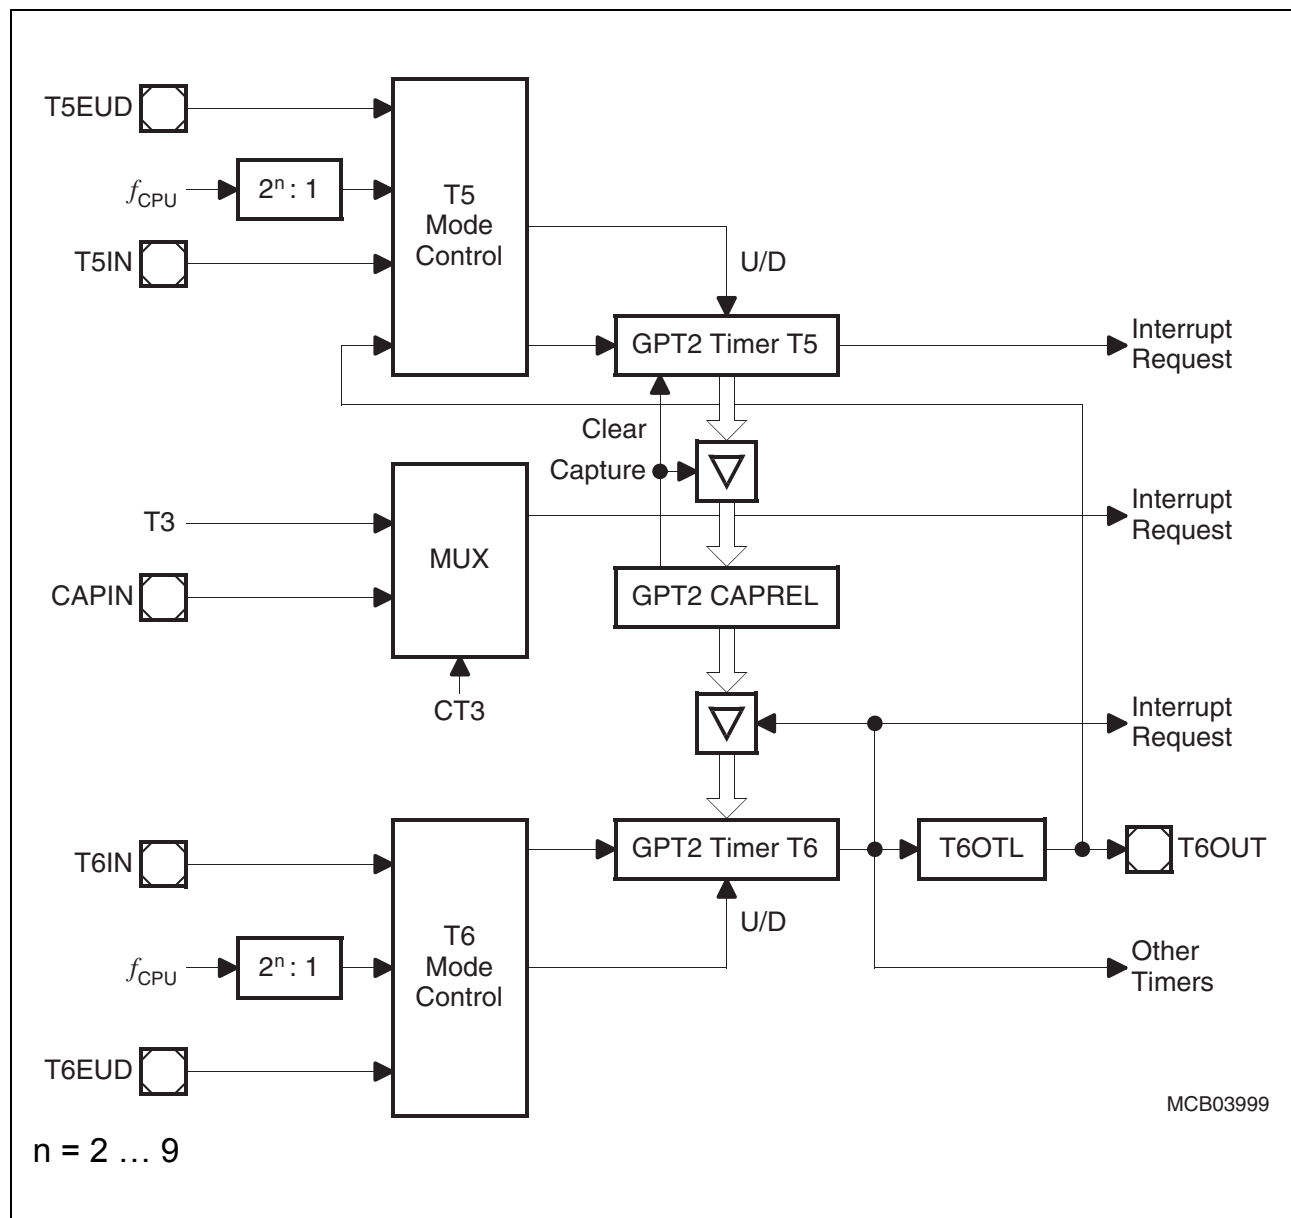 T5EUD
fCPU
2ⁿ : 1
T5IN
T5
Mode
Control
U/D
GPT2 Timer T5
Interrupt
Request
Clear
Capture
T3
CAPIN
MUX
CT3
Interrupt
Request
GPT2 CAPREL
Interrupt
Request
T6IN
fCPU
2ⁿ : 1
T6EUD
T6
Mode
Control
GPT2 Timer T6
U/D
T6OTL
T6OUT
Other
Timers
MCB03999
n = 2 … 9